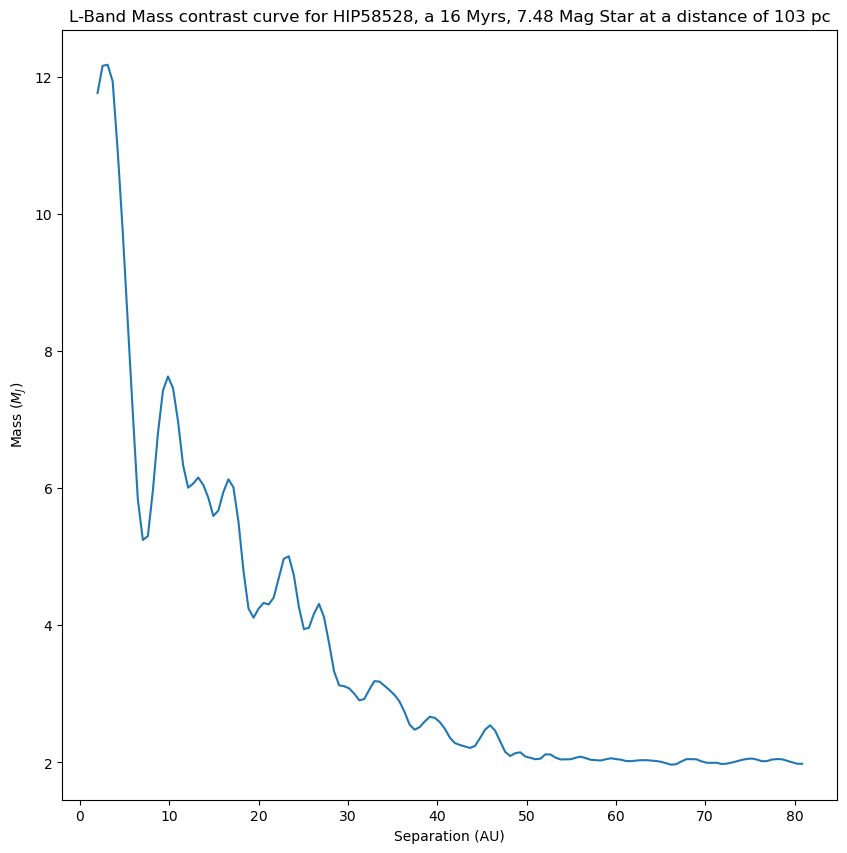 L-Band Mass contrast curve for HIP58528, a 16 Myrs, 7.48 Mag Star at a distance of 103 pc
12
10
8
6
4
2
Mass (M_J)
0 10 20 30 40 50 60 70 80
Separation (AU)